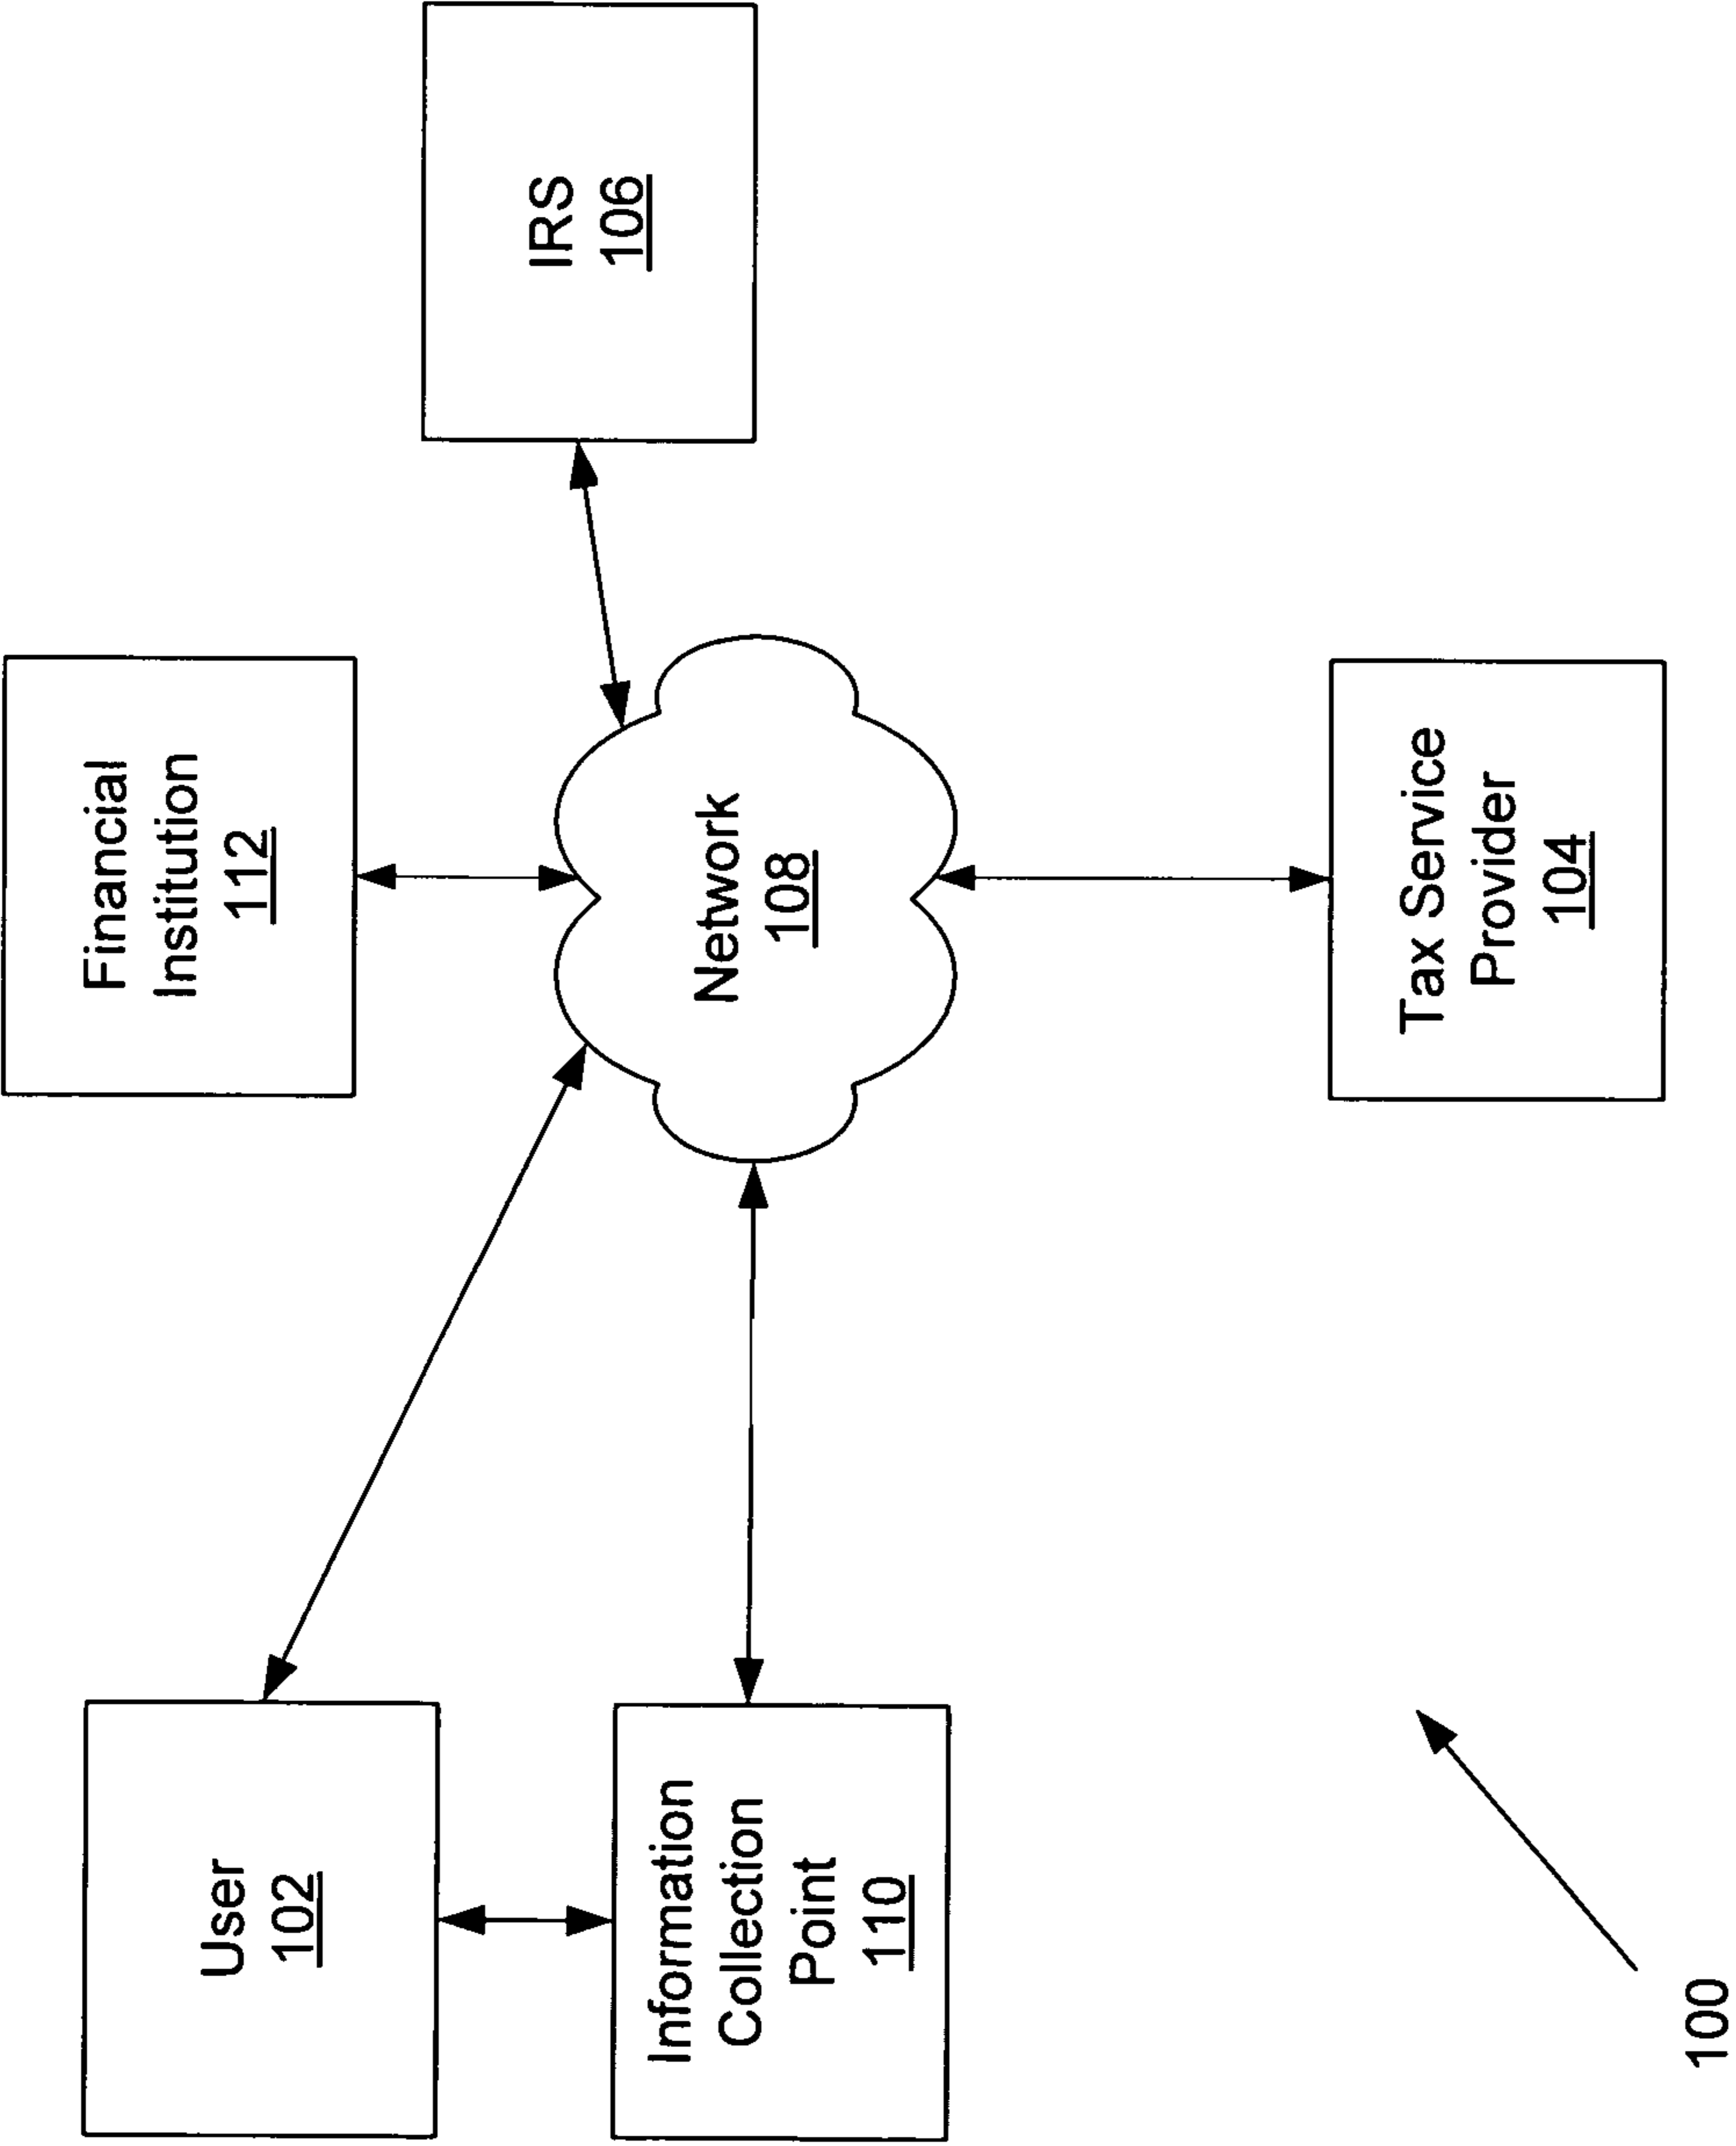 User
102
Information
Collection
Point
110
Financial
Institution
112
Network
108
Tax Service
Provider
104
IRS
106
100